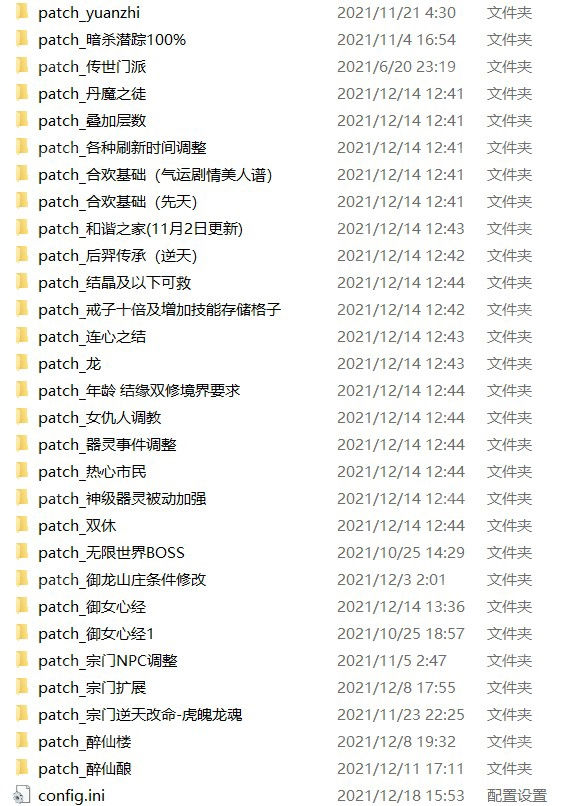 patch_yuanzhi 2021/11/21 4:30 文件夹
patch_暗杀潜踪100% 2021/11/4 16:54 文件夹
patch_传世门派 2021/6/20 23:19 文件夹
patch_丹魔之徒 2021/12/14 12:41 文件夹
patch_叠加层数 2021/12/14 12:41 文件夹
patch_各种刷新时间调整 2021/12/14 12:41 文件夹
patch_合欢基础（气运剧情美人谱） 2021/12/14 12:41 文件夹
patch_合欢基础（先天） 2021/12/14 12:41 文件夹
patch_和谐之家(11月2日更新) 2021/12/14 12:43 文件夹
patch_后羿传承（逆天） 2021/12/14 12:42 文件夹
patch_结晶及以下可救 2021/12/14 12:44 文件夹
patch_戒子十倍及增加技能存储格子 2021/12/14 12:42 文件夹
patch_连心之结 2021/12/14 12:43 文件夹
patch_龙 2021/12/14 12:43 文件夹
patch_年龄 结缘双修境界要求 2021/12/14 12:44 文件夹
patch_女仇人调教 2021/12/14 12:44 文件夹
patch_器灵事件调整 2021/12/14 12:44 文件夹
patch_热心市民 2021/12/14 12:44 文件夹
patch_神级器灵被动加强 2021/12/14 12:44 文件夹
patch_双休 2021/12/14 12:44 文件夹
patch_无限世界BOSS 2021/10/25 14:29 文件夹
patch_御龙山庄条件修改 2021/12/3 2:01 文件夹
patch_御女心经 2021/12/14 13:36 文件夹
patch_御女心经1 2021/10/25 18:57 文件夹
patch_宗门NPC调整 2021/11/5 2:47 文件夹
patch_宗门扩展 2021/12/8 17:55 文件夹
patch_宗门逆天改命-虎魄龙魂 2021/11/23 22:25 文件夹
patch_醉仙楼 2021/12/8 19:32 文件夹
patch_醉仙酿 2021/12/11 17:11 文件夹
config.ini 2021/12/18 15:53 配置设置